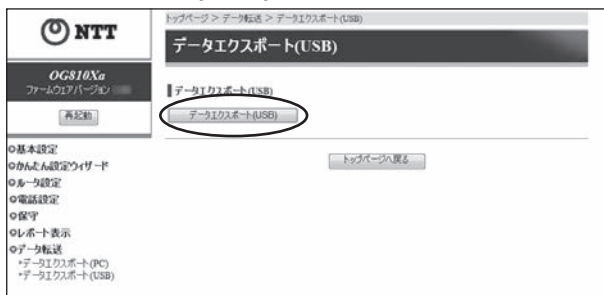 NTT
OG810Xa
ファームウェアバージョン
再起動
基本設定
かんたん設定ウィザード
ルータ設定
電話設定
保守
レポート表示
データ転送
・データエクスポート(PC)
・データエクスポート(USB)
トップページ > データ転送 > データエクスポート(USB)
データエクスポート(USB)
データエクスポート(USB)
データエクスポート(USB)
トップページへ戻る